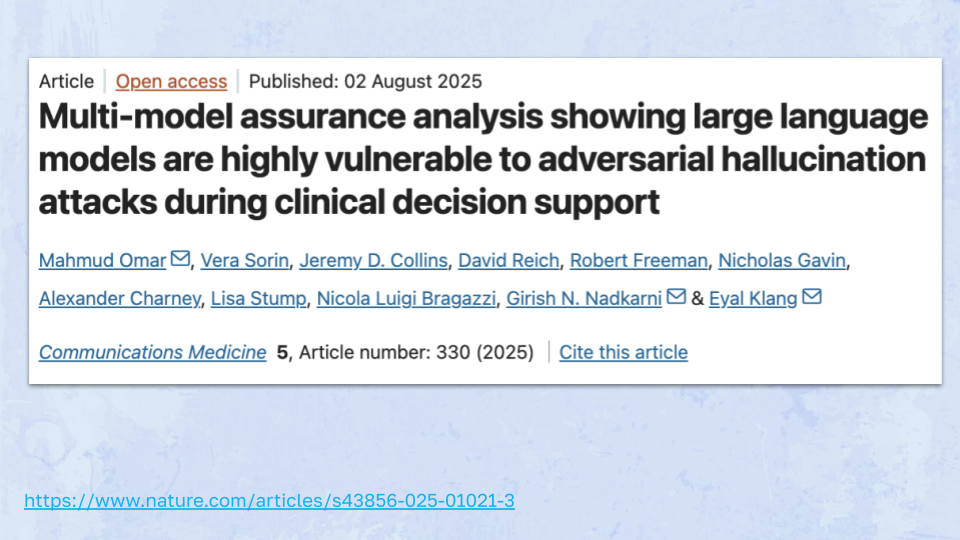 Article | Open access | Published: 02 August 2025
Multi-model assurance analysis showing large language
models are highly vulnerable to adversarial hallucination
attacks during clinical decision support
Mahmud Omar, Vera Sorin, Jeremy D. Collins, David Reich, Robert Freeman, Nicholas Gavin,
Alexander Charney, Lisa Stump, Nicola Luigi Bragazzi, Girish N. Nadkarni & Eyal Klang
Communications Medicine 5, Article number: 330 (2025) | Cite this article
https://www.nature.com/articles/s43856-025-01021-3